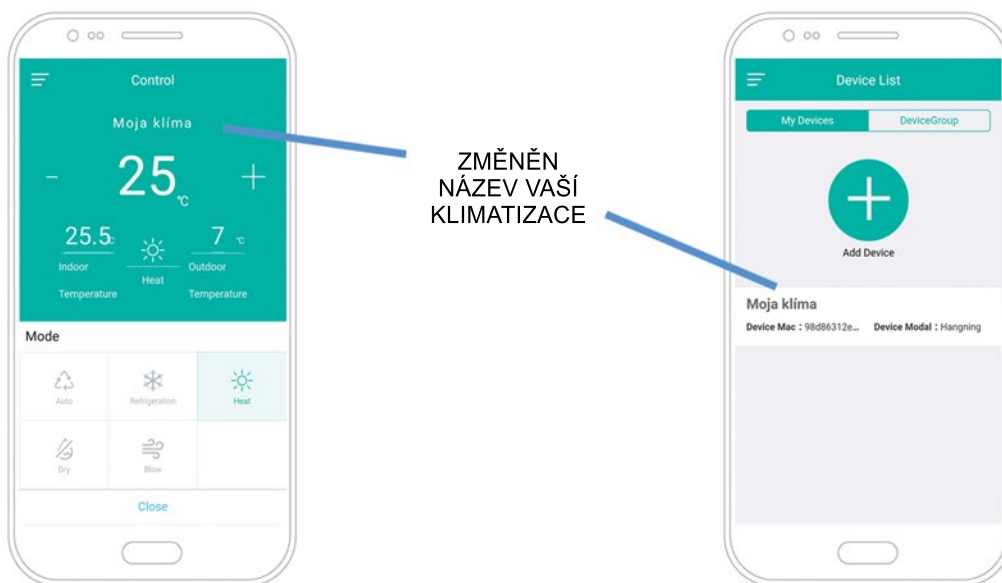 Control
Moja klíma
- 25 °C +
25.5 °C
7 °C
Indoor
Temperature
Heat
Outdoor
Temperature
Mode
Auto
Refrigeration
Heat
Dry
Blow
Close
ZMĚNĚN
NÁZEV VAŠÍ
KLIMATIZACE
Device List
My Devices
DeviceGroup
Add Device
Moja klíma
Device Mac : 98d86312e... Device Modal : Hangning